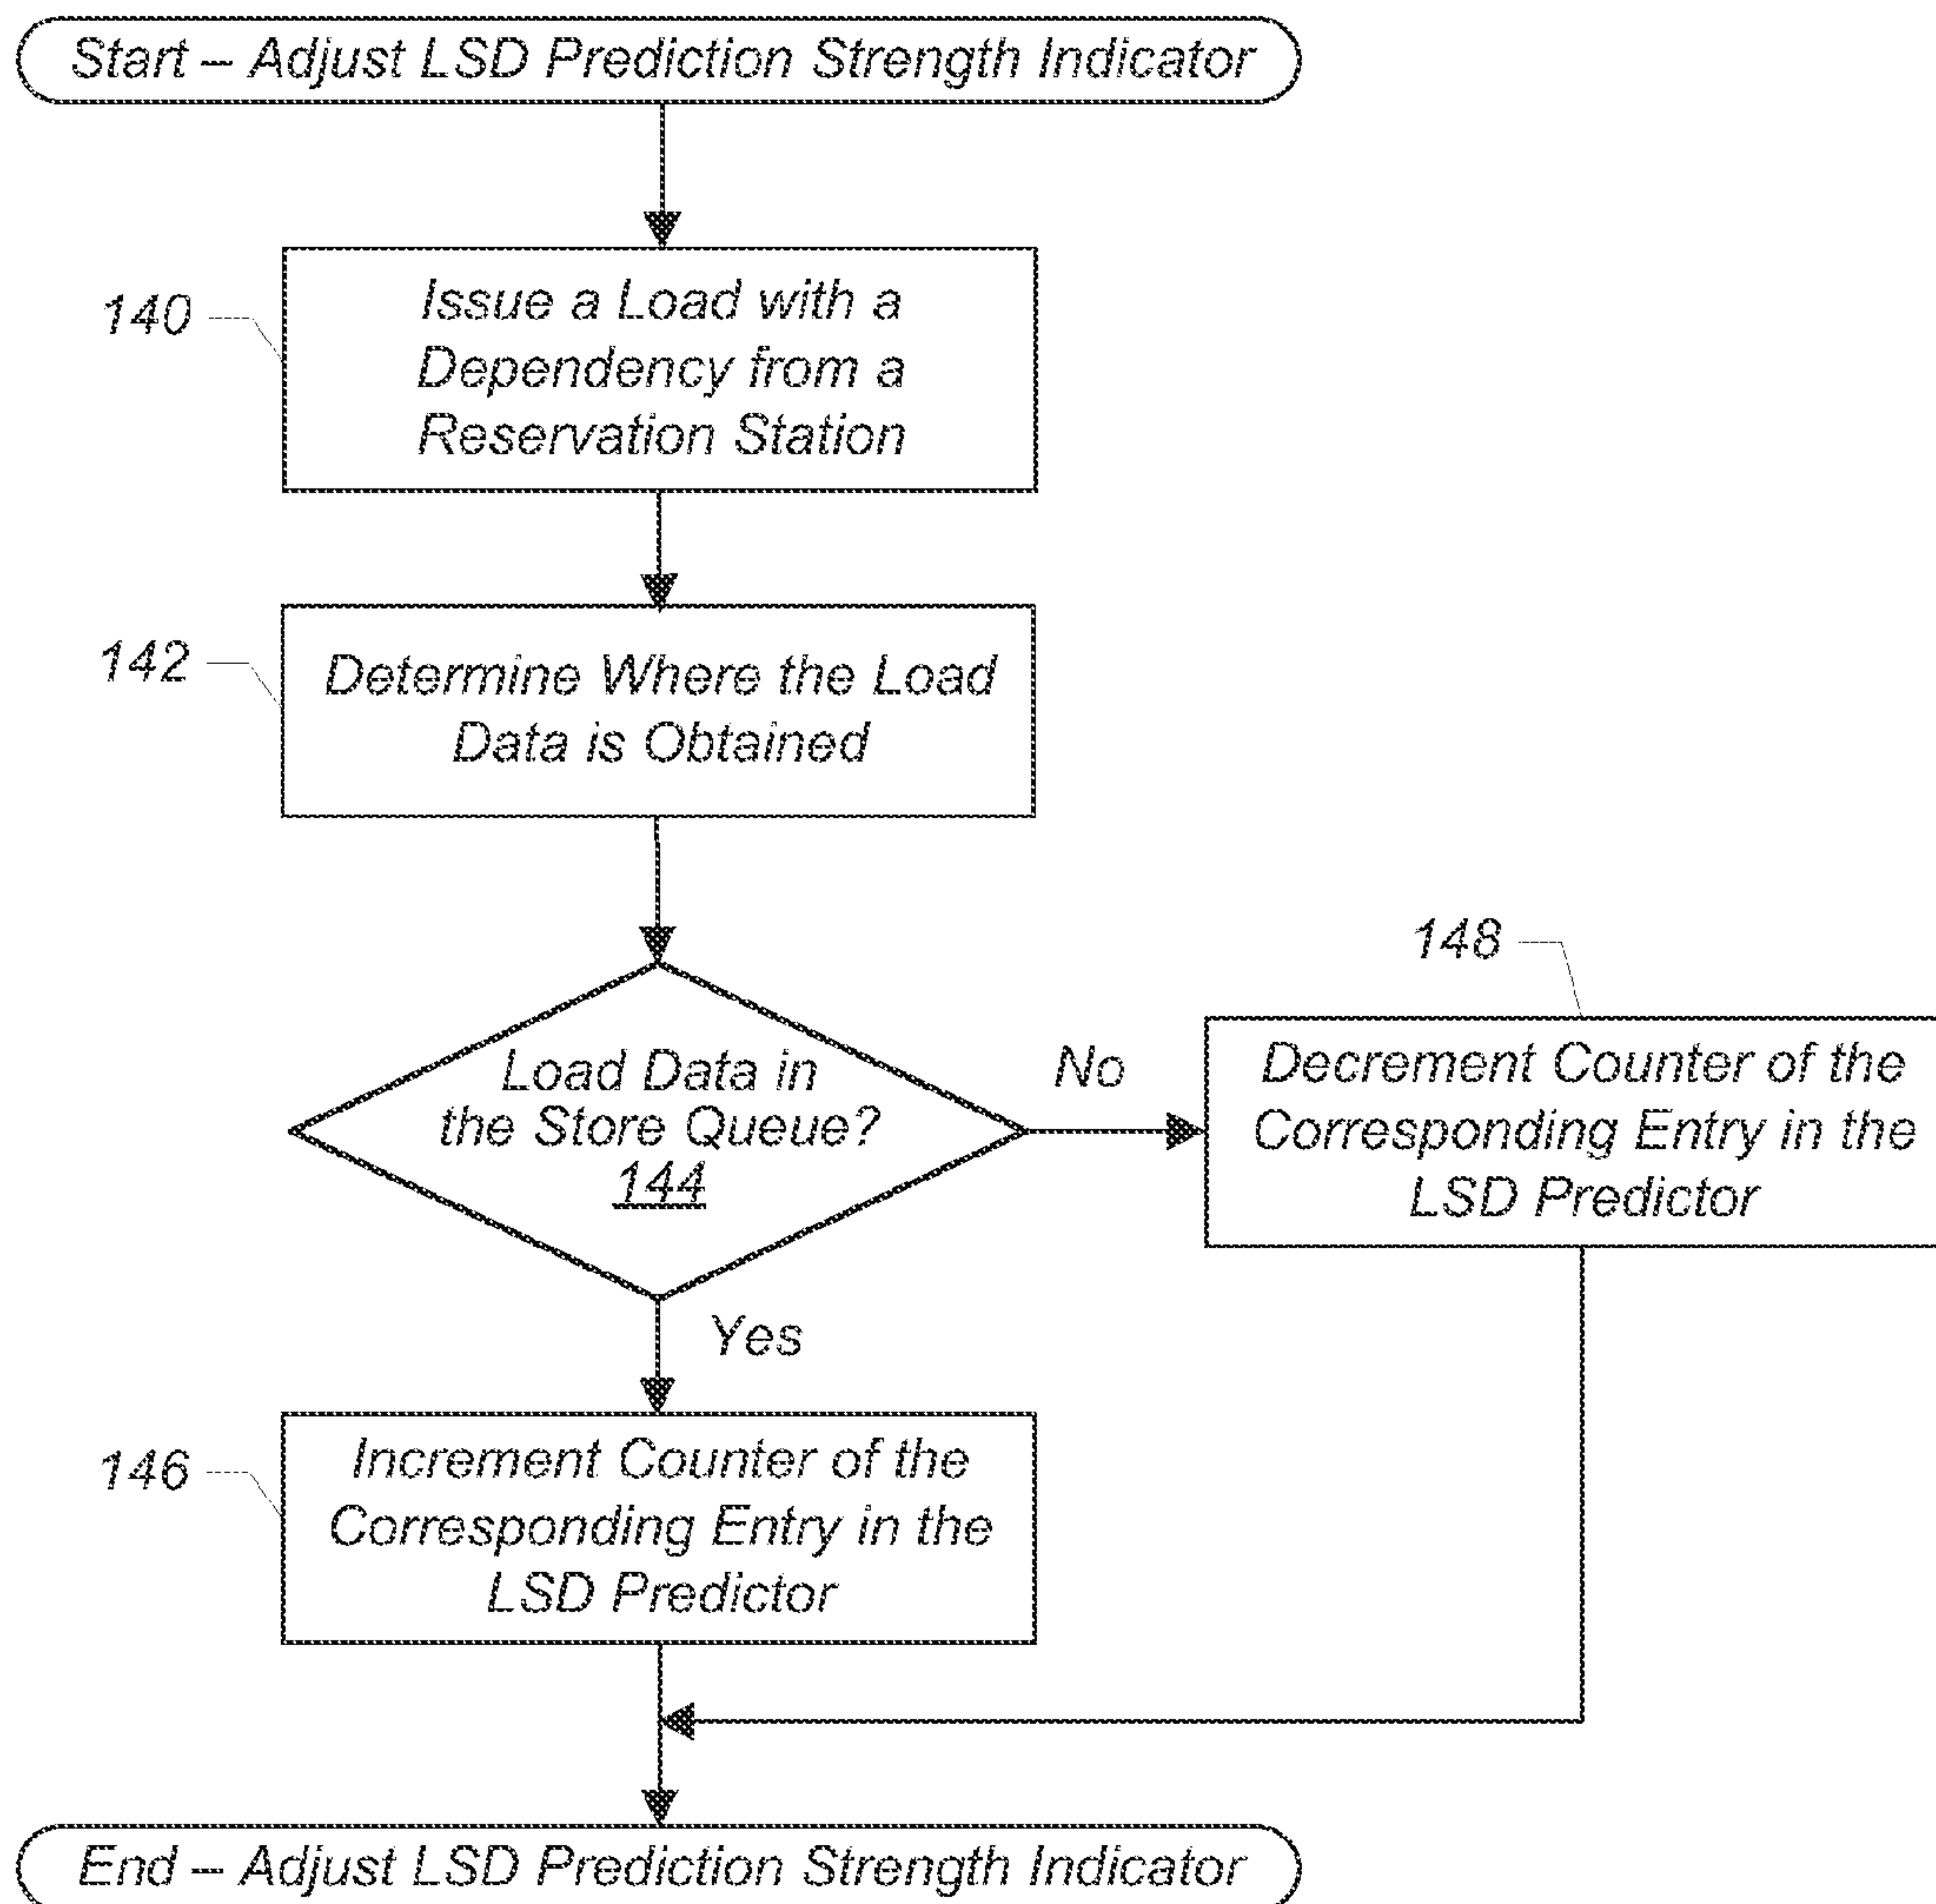 Start – Adjust LSD Prediction Strength Indicator
140
Issue a Load with a
Dependency from a
Reservation Station
142
Determine Where the Load
Data is Obtained
Load Data in
the Store Queue?
144
No
148
Decrement Counter of the
Corresponding Entry in the
LSD Predictor
Yes
146
Increment Counter of the
Corresponding Entry in the
LSD Predictor
End – Adjust LSD Prediction Strength Indicator